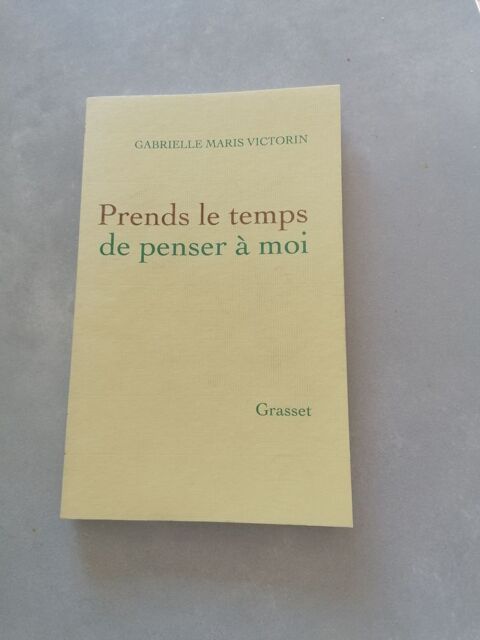 GABRIELLE MARIS VICTORIN
Prends le temps
de penser à moi
Grasset